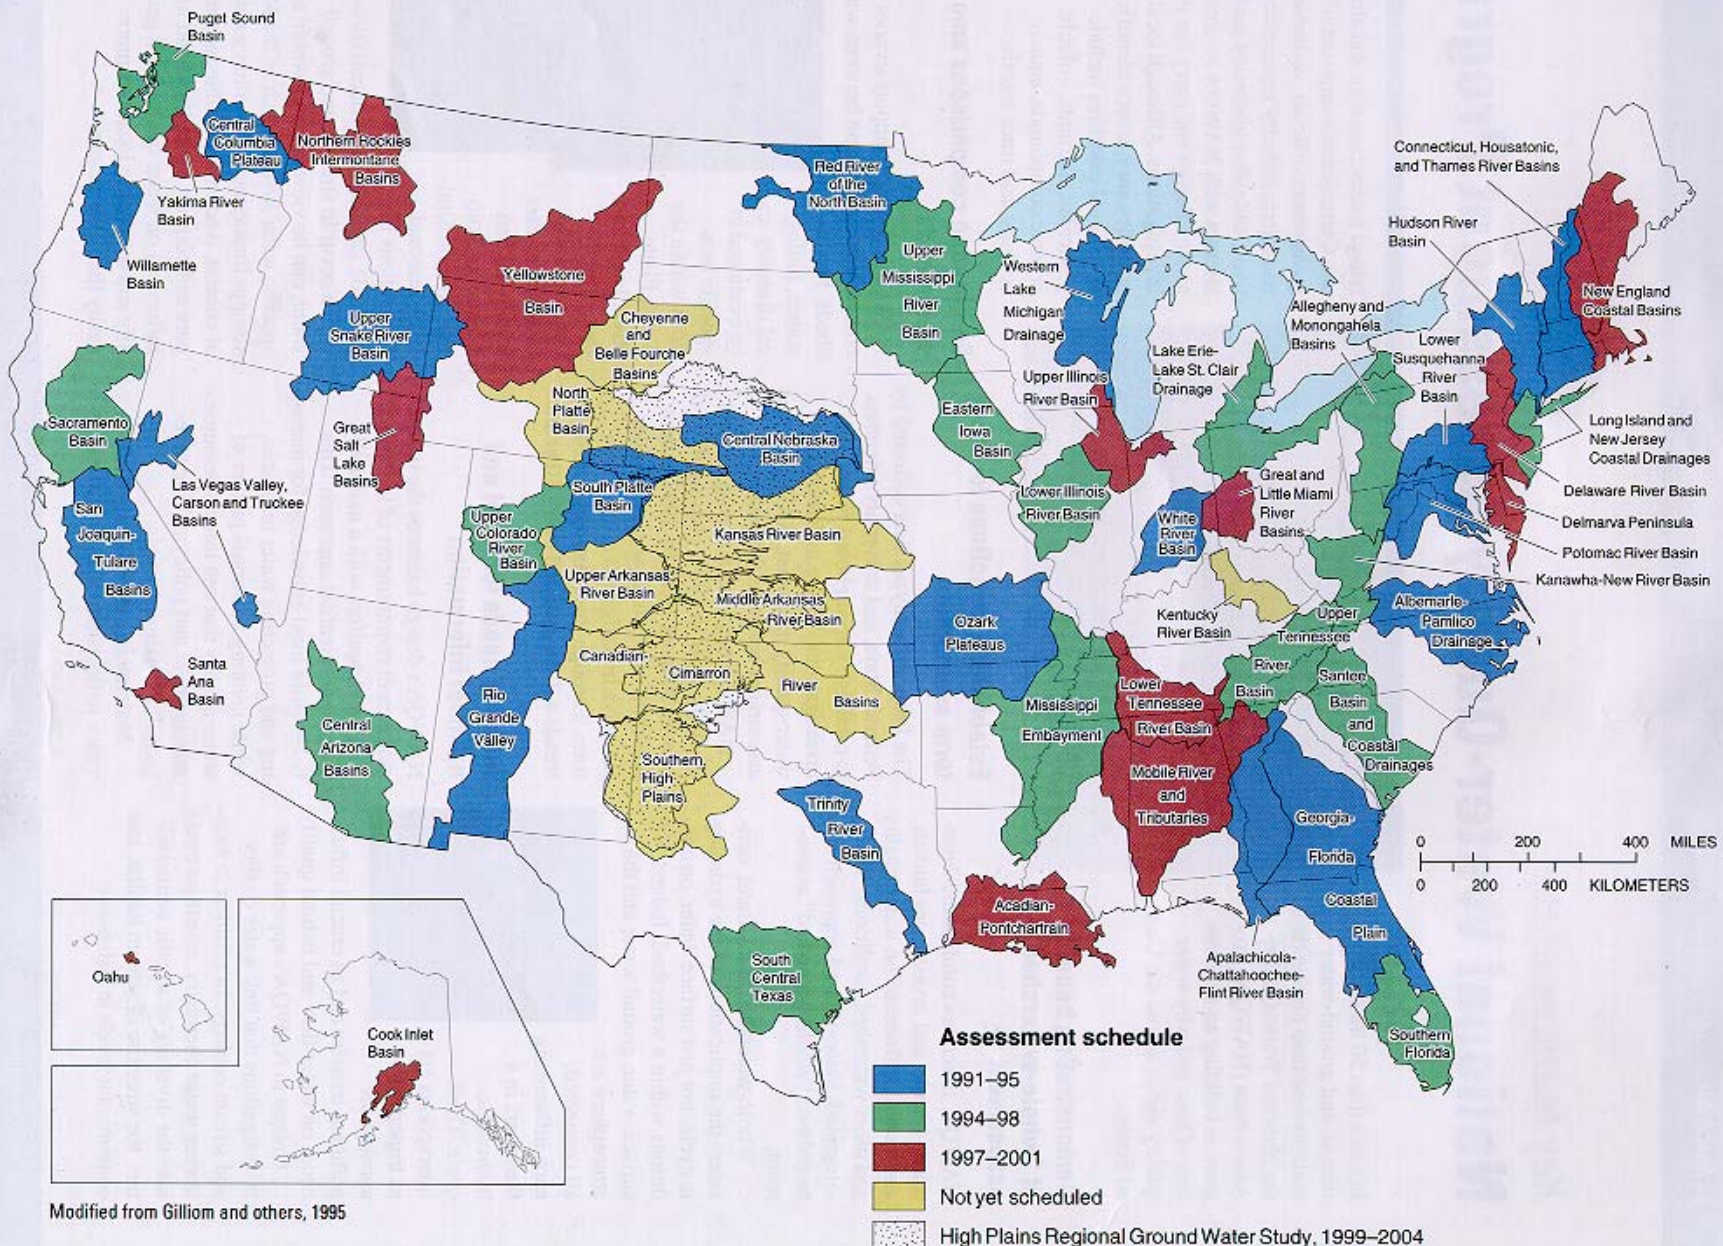 Puget Sound
Basin
Central
Columbia
Plateau
Northern Rockies
Intermontane
Basins
Yakima River
Basin
Willamette
Basin
Red River
of the
North Basin
Connecticut, Housatonic,
and Thames River Basins
Hudson River
Basin
New England
Coastal Basins
Upper
Mississippi
River
Basin
Western
Lake
Michigan
Drainage
Allegheny and
Monongahela
Basins
Lower
Susquehanna
River
Basin
Lake Erie-
Lake St. Clair
Drainage
Upper Illinois
River Basin
Yellowstone
Basin
Upper
Snake River
Basin
Cheyenne
and
Belle Fourche
Basins
North
Platte
Basin
Great
Salt
Lake
Basins
Sacramento
Basin
Central Nebraska
Basin
Eastern
Iowa
Basin
Long Island and
New Jersey
Coastal Drainages
Las Vegas Valley,
Carson and Truckee
Basins
San
Joaquin-
Tulare
Basins
South Platte
Basin
Upper
Colorado
River
Basin
Kansas River Basin
Lower Illinois
River Basin
White
River
Basin
Great and
Little Miami
River
Basins
Delaware River Basin
Delmarva Peninsula
Potomac River Basin
Kanawha-New River Basin
Upper Arkansas
River Basin
Middle Arkansas
River Basin
Ozark
Plateaus
Kentucky
River Basin
Upper
Tennessee
River
Basin
Albemarle-
Pamlico
Drainage
Santa
Ana
Basin
Canadian-
Cimarron
River
Basins
Rio
Grande
Valley
Central
Arizona
Basins
Southern
High
Plains
Mississippi
Embayment
Lower
Tennessee
River Basin
Santee
Basin
and
Coastal
Drainages
Mobile River
and
Tributaries
Trinity
River
Basin
Georgia-
Florida
Coastal
Plain
0 200 400 MILES
0 200 400 KILOMETERS
Acadian-
Pontchartrain
Apalachicola-
Chattahoochee-
Flint River Basin
South
Central
Texas
Southern
Florida
Oahu
Cook Inlet
Basin
Assessment schedule
1991–95
1994–98
1997–2001
Not yet scheduled
High Plains Regional Ground Water Study, 1999–2004
Modified from Gilliom and others, 1995